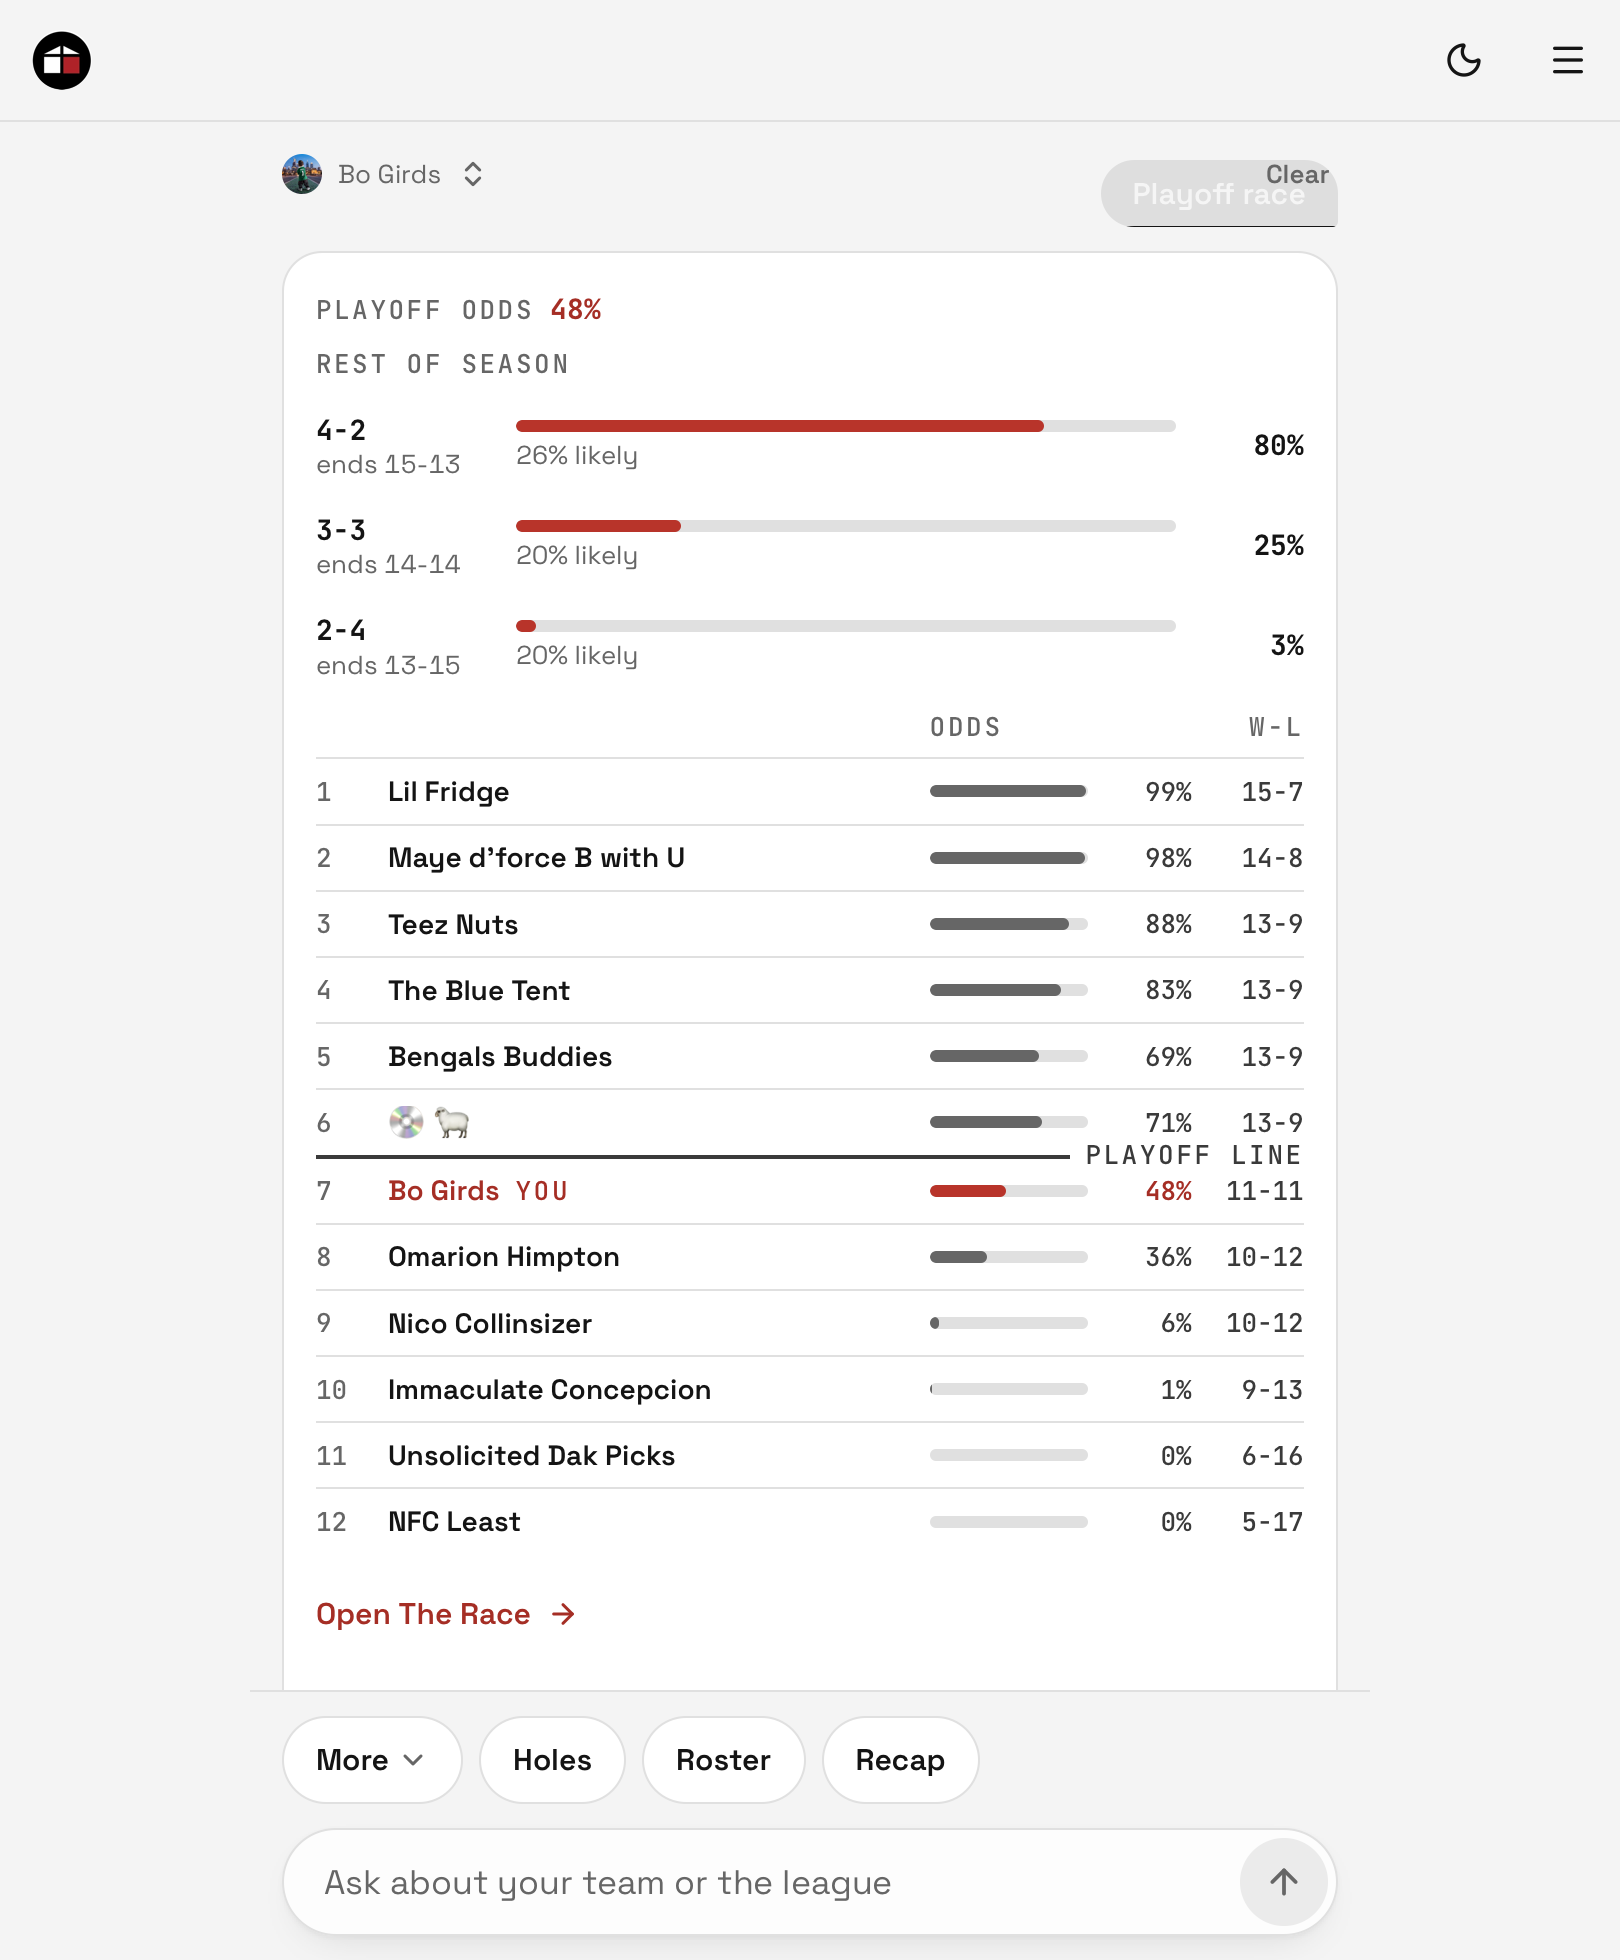 Bo Girds
Clear
Playoff race
PLAYOFF ODDS 48%
REST OF SEASON
4-2
ends 15-13
26% likely
80%
3-3
ends 14-14
20% likely
25%
2-4
ends 13-15
20% likely
3%
ODDS W-L
1 Lil Fridge 99% 15-7
2 Maye d’force B with U 98% 14-8
3 Teez Nuts 88% 13-9
4 The Blue Tent 83% 13-9
5 Bengals Buddies 69% 13-9
6 💿 🐑 71% 13-9
PLAYOFF LINE
7 Bo Girds YOU 48% 11-11
8 Omarion Himpton 36% 10-12
9 Nico Collinsizer 6% 10-12
10 Immaculate Concepcion 1% 9-13
11 Unsolicited Dak Picks 0% 6-16
12 NFC Least 0% 5-17
Open The Race →
More
Holes
Roster
Recap
Ask about your team or the league